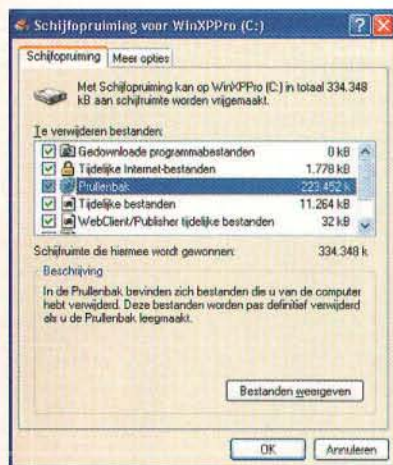 Schijfopruiming voor WinXPPro (C:)
Schijfopruiming Meer opties
Met Schijfopruiming kan op WinXPPro (C:) in totaal 334.348
kB aan schijfruimte worden vrijgemaakt.
Te verwijderen bestanden:
Gedownloade programmabestanden 0 kB
Tijdelijke Internet-bestanden 1.778 kB
Prullenbak 223.452 k
Tijdelijke bestanden 11.264 kB
WebClient/Publisher tijdelijke bestanden 32 kB
Schijfruimte die hiermee wordt gewonnen: 334.348 k
Beschrijving
In de Prullenbak bevinden zich bestanden die u van de computer
hebt verwijderd. Deze bestanden worden pas definitief verwijderd
als u de Prullenbak leegmaakt.
Bestanden weergeven
OK Annuleren